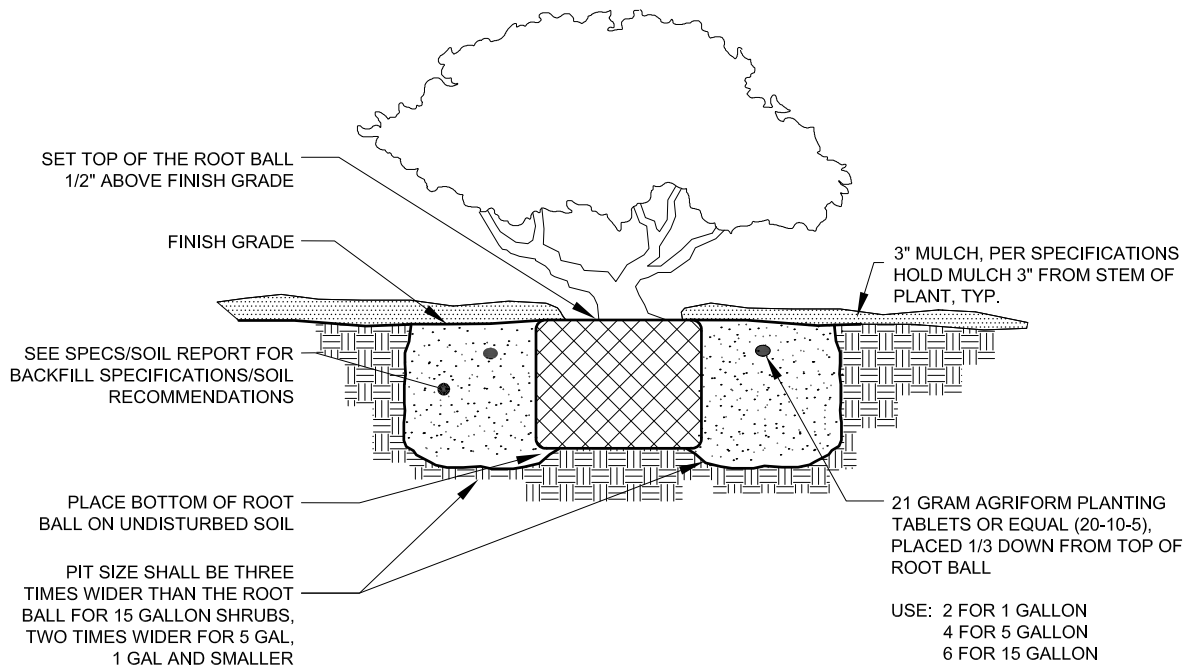 SET TOP OF THE ROOT BALL
1/2" ABOVE FINISH GRADE
FINISH GRADE
SEE SPECS/SOIL REPORT FOR
BACKFILL SPECIFICATIONS/SOIL
RECOMMENDATIONS
PLACE BOTTOM OF ROOT
BALL ON UNDISTURBED SOIL
PIT SIZE SHALL BE THREE
TIMES WIDER THAN THE ROOT
BALL FOR 15 GALLON SHRUBS,
TWO TIMES WIDER FOR 5 GAL,
1 GAL AND SMALLER
3" MULCH, PER SPECIFICATIONS
HOLD MULCH 3" FROM STEM OF
PLANT, TYP.
21 GRAM AGRIFORM PLANTING
TABLETS OR EQUAL (20-10-5),
PLACED 1/3 DOWN FROM TOP OF
ROOT BALL
USE: 2 FOR 1 GALLON
4 FOR 5 GALLON
6 FOR 15 GALLON